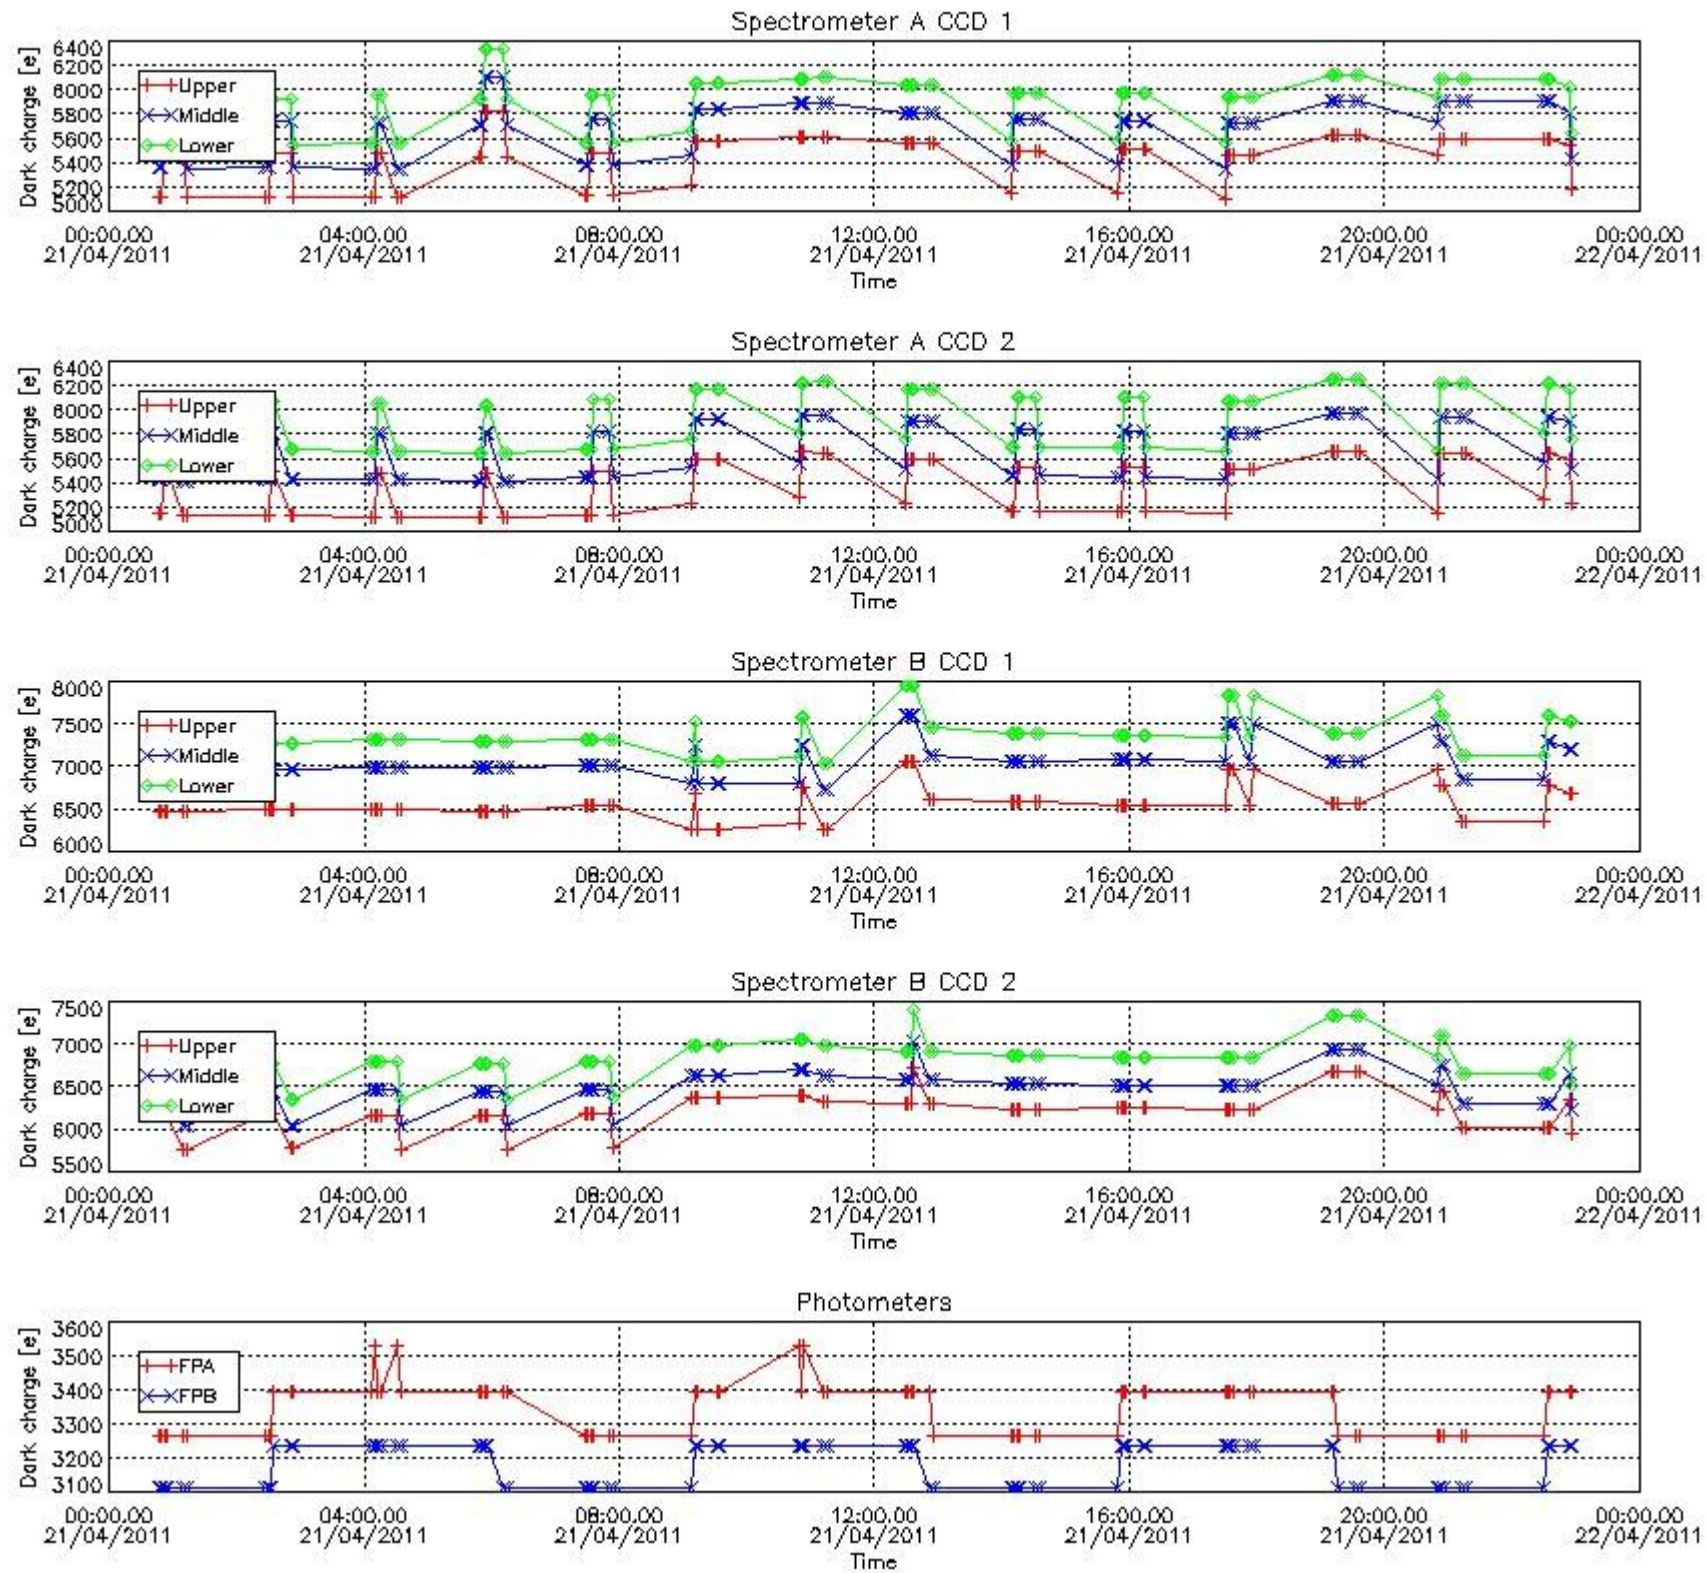 Spectrometer A CCD 1
Dark charge [e]
6400
6200
6000
5800
5600
5400
5200
5000
Upper
Middle
Lower
00:00.00 04:00.00 08:00.00 12:00.00 16:00.00 20:00.00 00:00.00
21/04/2011 21/04/2011 21/04/2011 21/04/2011 21/04/2011 21/04/2011 22/04/2011
Time
Spectrometer A CCD 2
Dark charge [e]
6400
6200
6000
5800
5600
5400
5200
5000
Upper
Middle
Lower
00:00.00 04:00.00 08:00.00 12:00.00 16:00.00 20:00.00 00:00.00
21/04/2011 21/04/2011 21/04/2011 21/04/2011 21/04/2011 21/04/2011 22/04/2011
Time
Spectrometer B CCD 1
Dark charge [e]
8000
7500
7000
6500
6000
Upper
Middle
Lower
00:00.00 04:00.00 08:00.00 12:00.00 16:00.00 20:00.00 00:00.00
21/04/2011 21/04/2011 21/04/2011 21/04/2011 21/04/2011 21/04/2011 22/04/2011
Time
Spectrometer B CCD 2
Dark charge [e]
7500
7000
6500
6000
5500
Upper
Middle
Lower
00:00.00 04:00.00 08:00.00 12:00.00 16:00.00 20:00.00 00:00.00
21/04/2011 21/04/2011 21/04/2011 21/04/2011 21/04/2011 21/04/2011 22/04/2011
Time
Photometers
Dark charge [e]
3600
3500
3400
3300
3200
3100
FPA
FPB
00:00.00 04:00.00 08:00.00 12:00.00 16:00.00 20:00.00 00:00.00
21/04/2011 21/04/2011 21/04/2011 21/04/2011 21/04/2011 21/04/2011 22/04/2011
Time